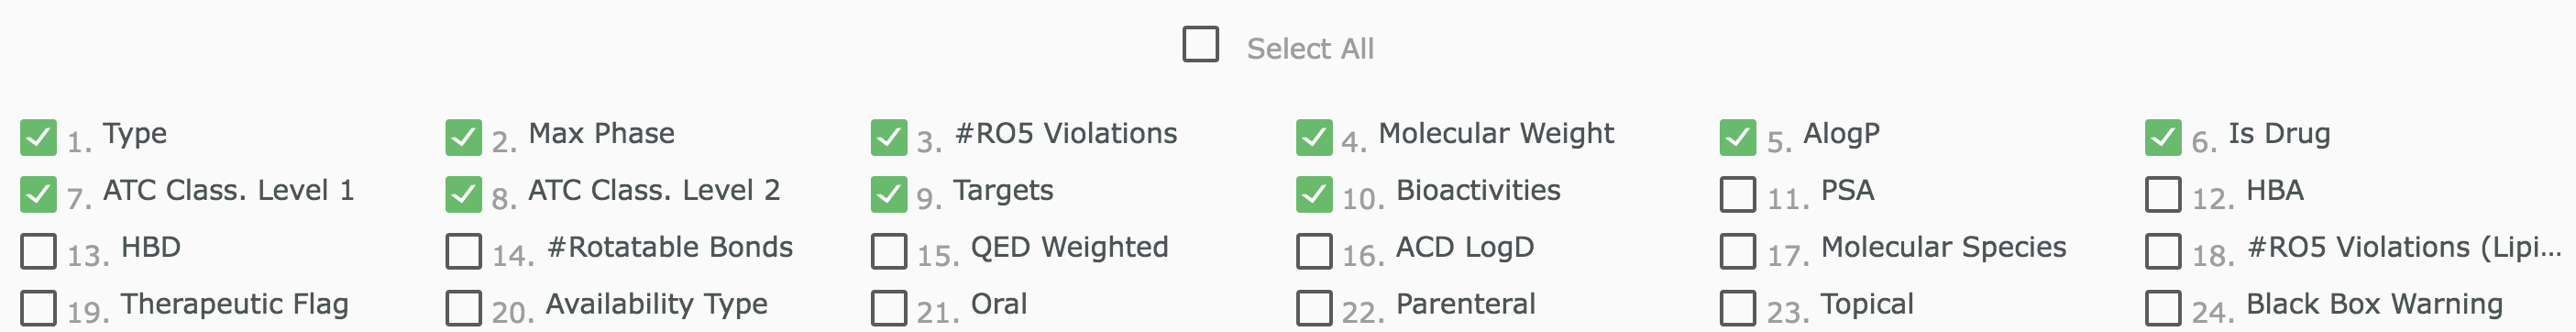 Select All
1. Type 2. Max Phase 3. #RO5 Violations 4. Molecular Weight 5. AlogP 6. Is Drug
7. ATC Class. Level 1 8. ATC Class. Level 2 9. Targets 10. Bioactivities 11. PSA 12. HBA
13. HBD 14. #Rotatable Bonds 15. QED Weighted 16. ACD LogD 17. Molecular Species 18. #RO5 Violations (Lipi...
19. Therapeutic Flag 20. Availability Type 21. Oral 22. Parenteral 23. Topical 24. Black Box Warning